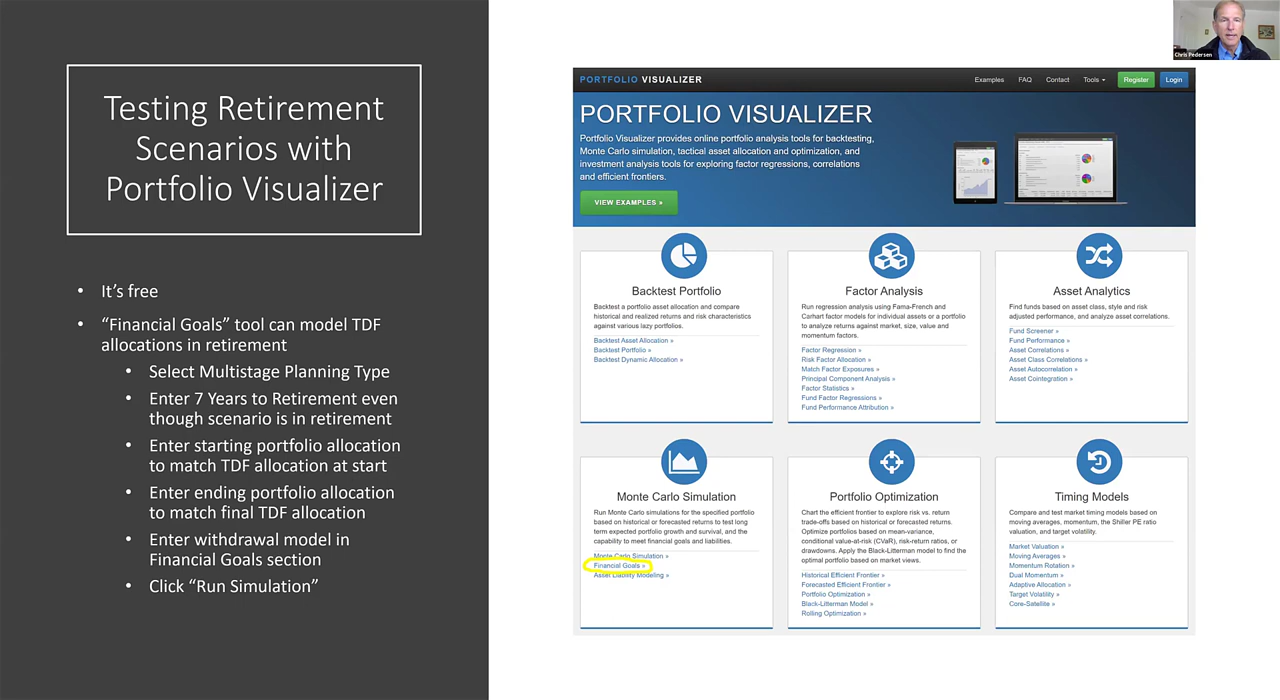 Testing Retirement
Scenarios with
Portfolio Visualizer
• It's free
• “Financial Goals” tool can model TDF
allocations in retirement
• Select Multistage Planning Type
• Enter 7 Years to Retirement even
though scenario is in retirement
• Enter starting portfolio allocation
to match TDF allocation at start
• Enter ending portfolio allocation
to match final TDF allocation
• Enter withdrawal model in
Financial Goals section
• Click “Run Simulation”
Chris Pedersen
PORTFOLIO VISUALIZER
Examples FAQ Contact Tools Register Login
PORTFOLIO VISUALIZER
Portfolio Visualizer provides online portfolio analysis tools for backtesting,
Monte Carlo simulation, tactical asset allocation and optimization, and
investment analysis tools for exploring factor regressions, correlations
and efficient frontiers.
VIEW EXAMPLES »
Backtest Portfolio
Backtest a portfolio asset allocation and compare
historical and realized returns and risk characteristics
against various lazy portfolios.
Backtest Asset Allocation »
Backtest Portfolio »
Backtest Dynamic Allocation »
Factor Analysis
Run regression analysis using Fama-French and
Carhart factor models for individual assets or a portfolio
to analyze returns against market, size, value and
momentum factors.
Factor Regression »
Risk Factor Allocation »
Match Factor Exposures »
Principal Component Analysis »
Factor Statistics »
Fund Factor Regressions »
Fund Performance Attribution »
Asset Analytics
Find funds based on asset class, style and risk
adjusted performance, and analyze asset correlations.
Fund Screener »
Fund Performance »
Asset Correlations »
Asset Class Correlations »
Asset Autocorrelation »
Asset Cointegration »
Monte Carlo Simulation
Run Monte Carlo simulations for the specified portfolio
based on historical or forecasted returns to test long
term expected portfolio growth and survival, and the
capability to meet financial goals and liabilities.
Monte Carlo Simulation »
Financial Goals »
Asset Liability Modeling »
Portfolio Optimization
Chart the efficient frontier to explore risk vs. return
trade-offs based on historical or forecasted returns.
Optimize portfolios based on mean-variance,
conditional value-at-risk (CVaR), risk-return ratios, or
drawdowns. Apply the Black-Litterman model to find the
optimal portfolio based on market views.
Historical Efficient Frontier »
Forecasted Efficient Frontier »
Portfolio Optimization »
Black-Litterman Model »
Rolling Optimization »
Timing Models
Compare and test market timing models based on
moving averages, momentum, the Shiller PE ratio
valuation, and target volatility.
Market Valuation »
Moving Averages »
Momentum Rotation »
Dual Momentum »
Adaptive Allocation »
Target Volatility »
Core-Satellite »